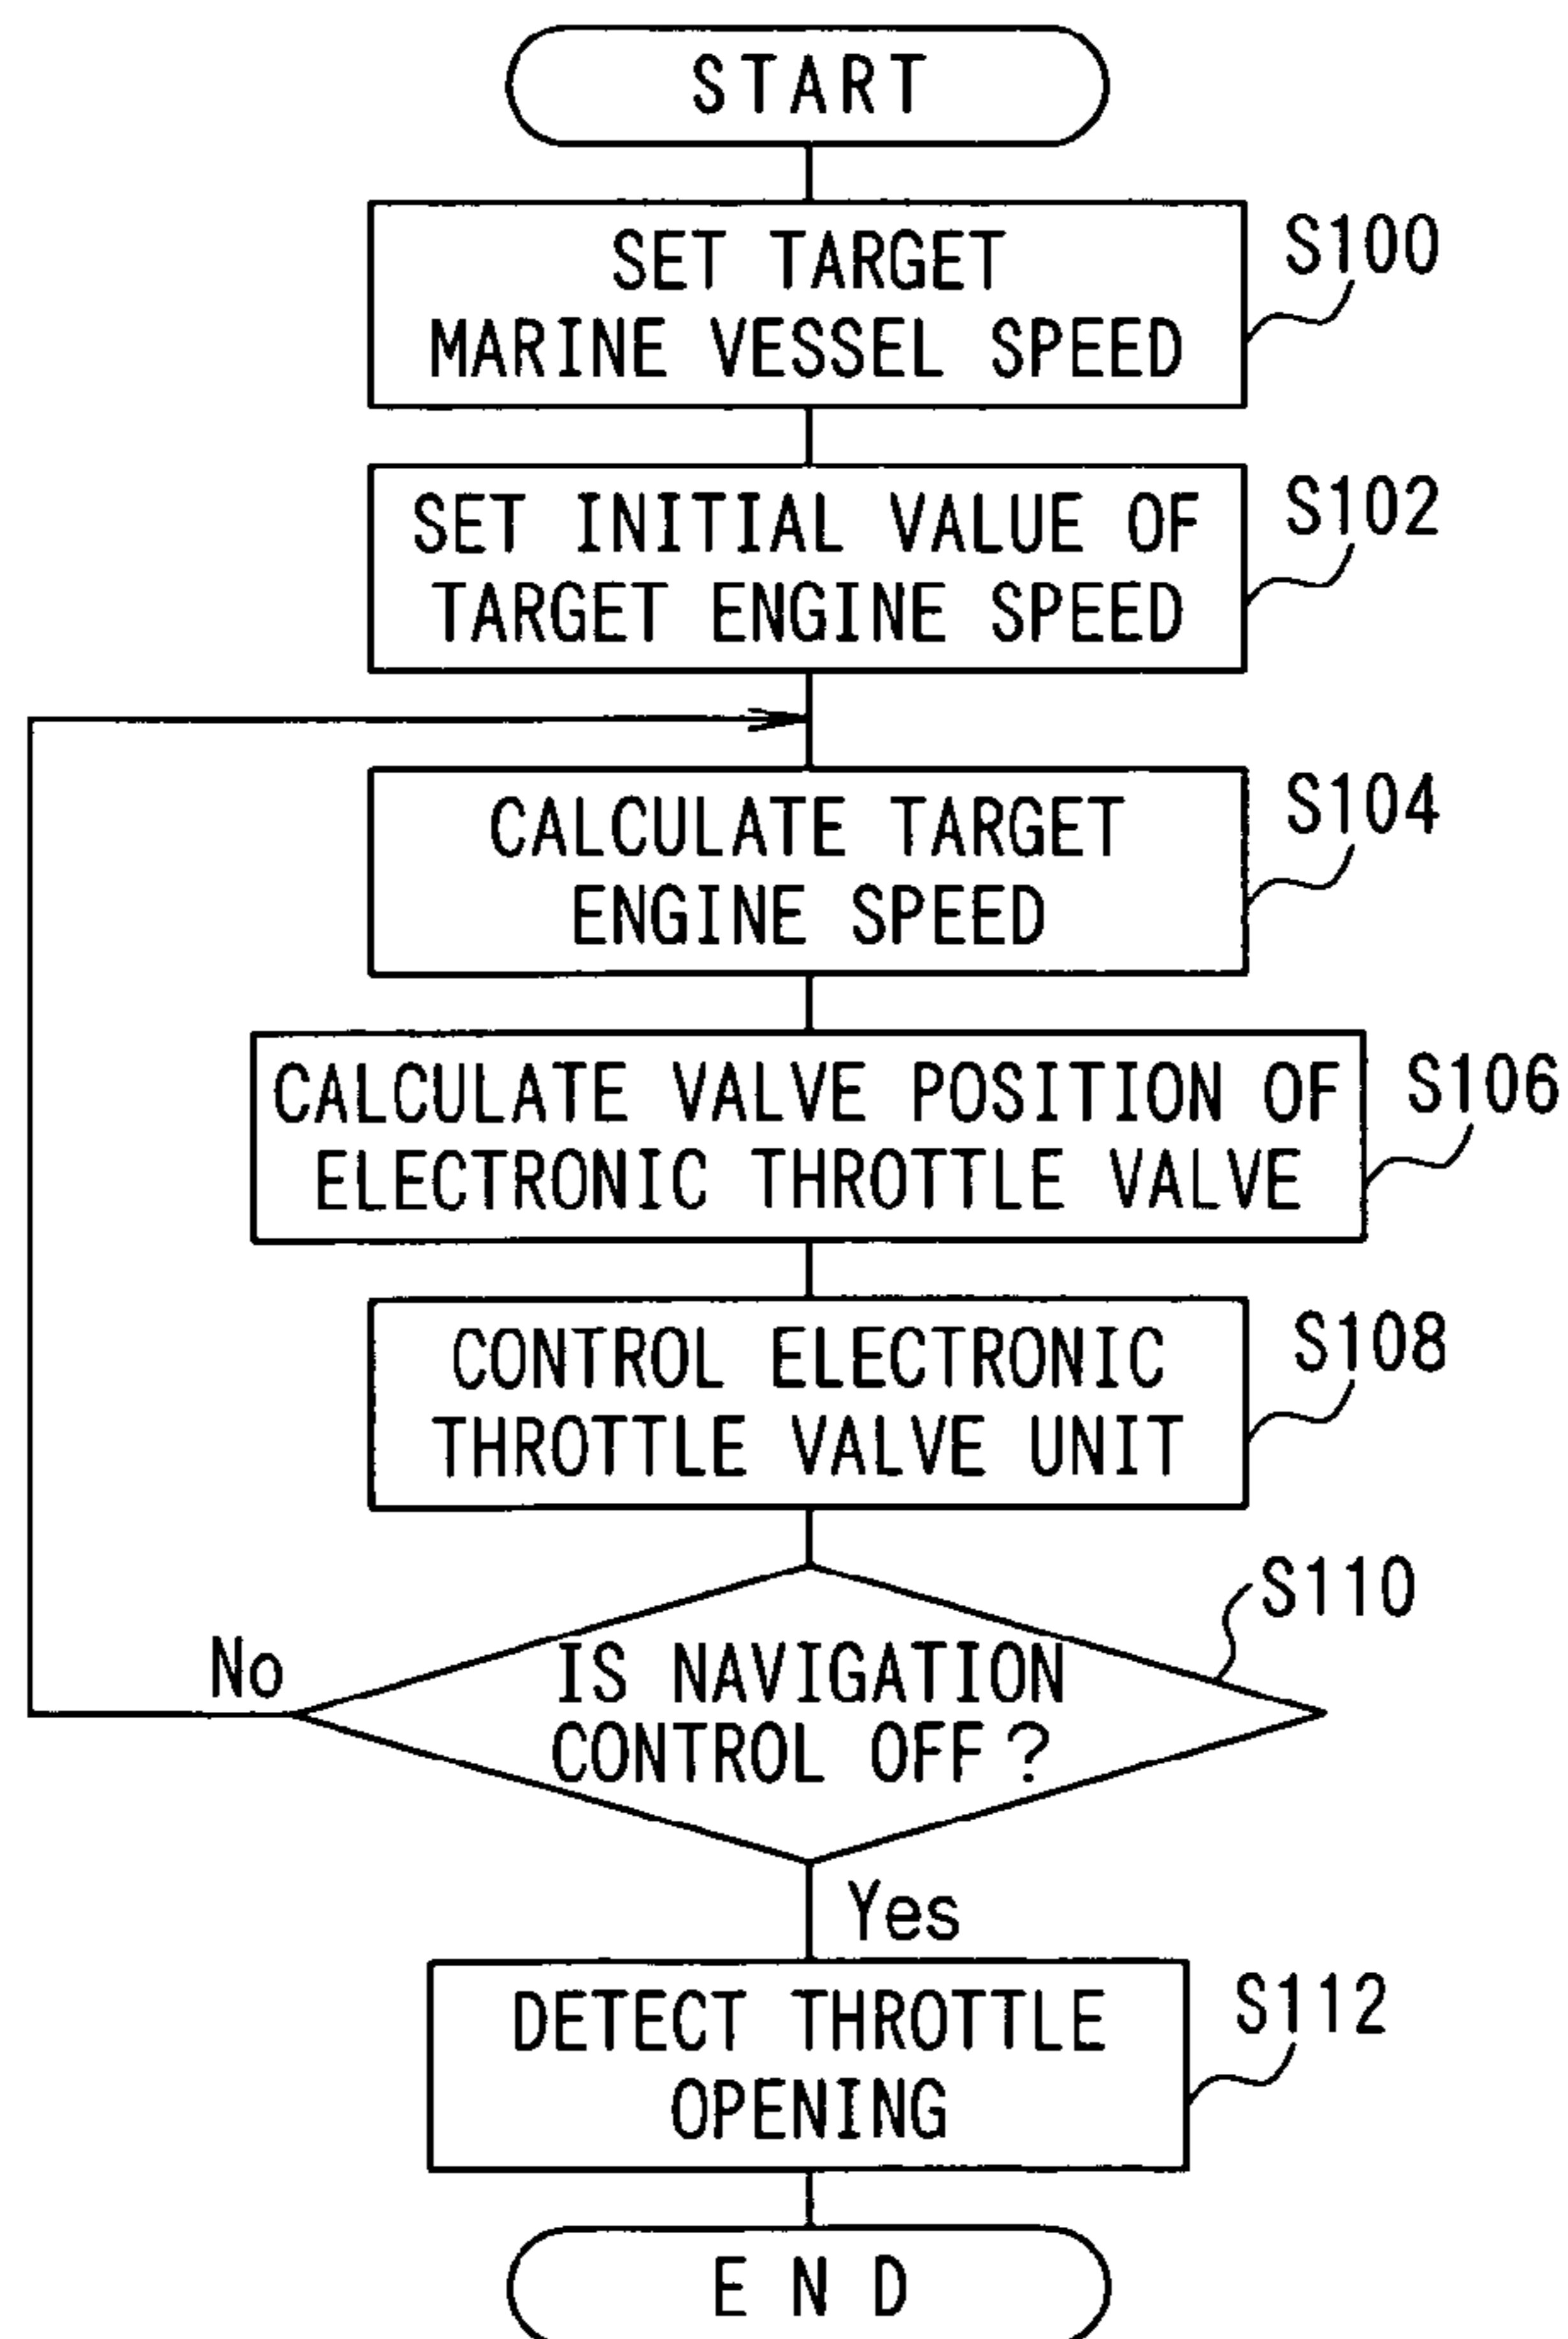 START
SET TARGET
MARINE VESSEL SPEED
S100
SET INITIAL VALUE OF
TARGET ENGINE SPEED
S102
CALCULATE TARGET
ENGINE SPEED
S104
CALCULATE VALVE POSITION OF
ELECTRONIC THROTTLE VALVE
S106
CONTROL ELECTRONIC
THROTTLE VALVE UNIT
S108
IS NAVIGATION
CONTROL OFF?
S110
No
Yes
DETECT THROTTLE
OPENING
S112
END